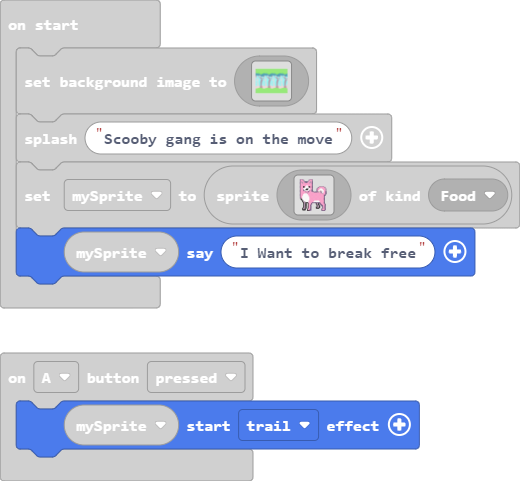 on start
set background image to
splash "Scooby gang is on the move"
set mySprite to sprite of kind Food
mySprite say "I Want to break free"
on A button pressed
mySprite start trail effect